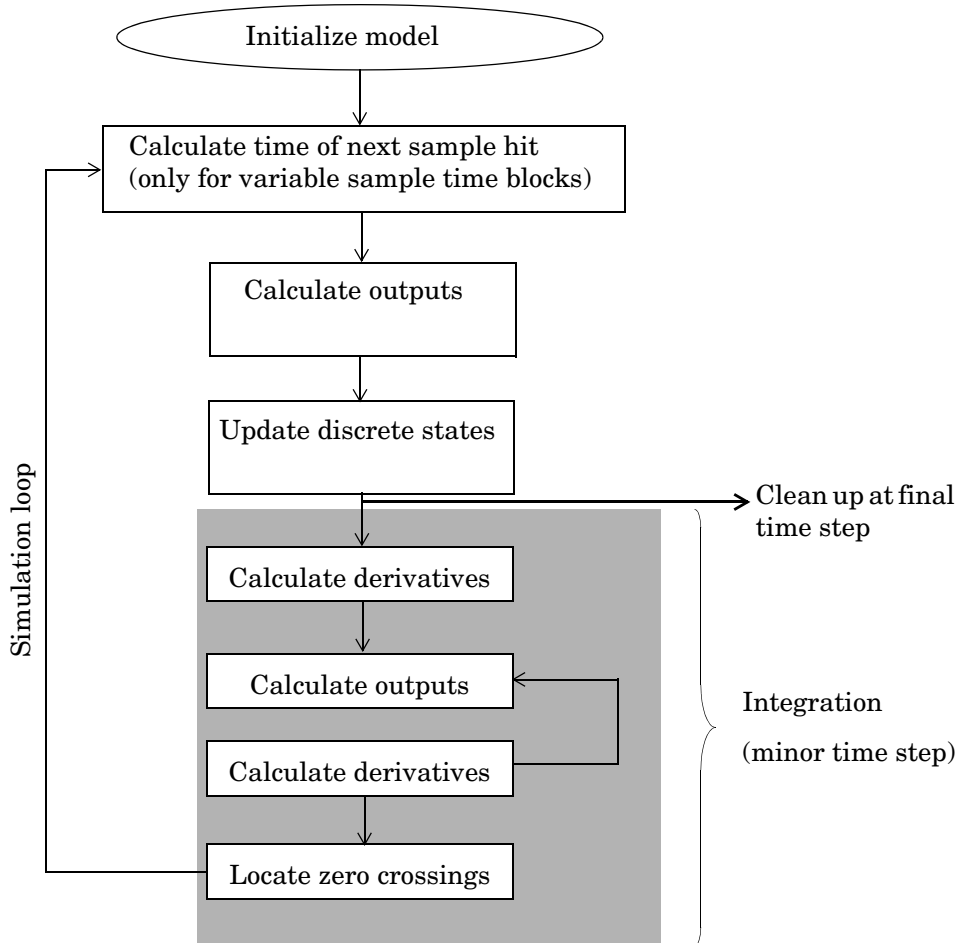 Initialize model
Calculate time of next sample hit
(only for variable sample time blocks)
Calculate outputs
Update discrete states
Clean up at final
time step
Simulation loop
Calculate derivatives
Calculate outputs
Calculate derivatives
Locate zero crossings
Integration
(minor time step)